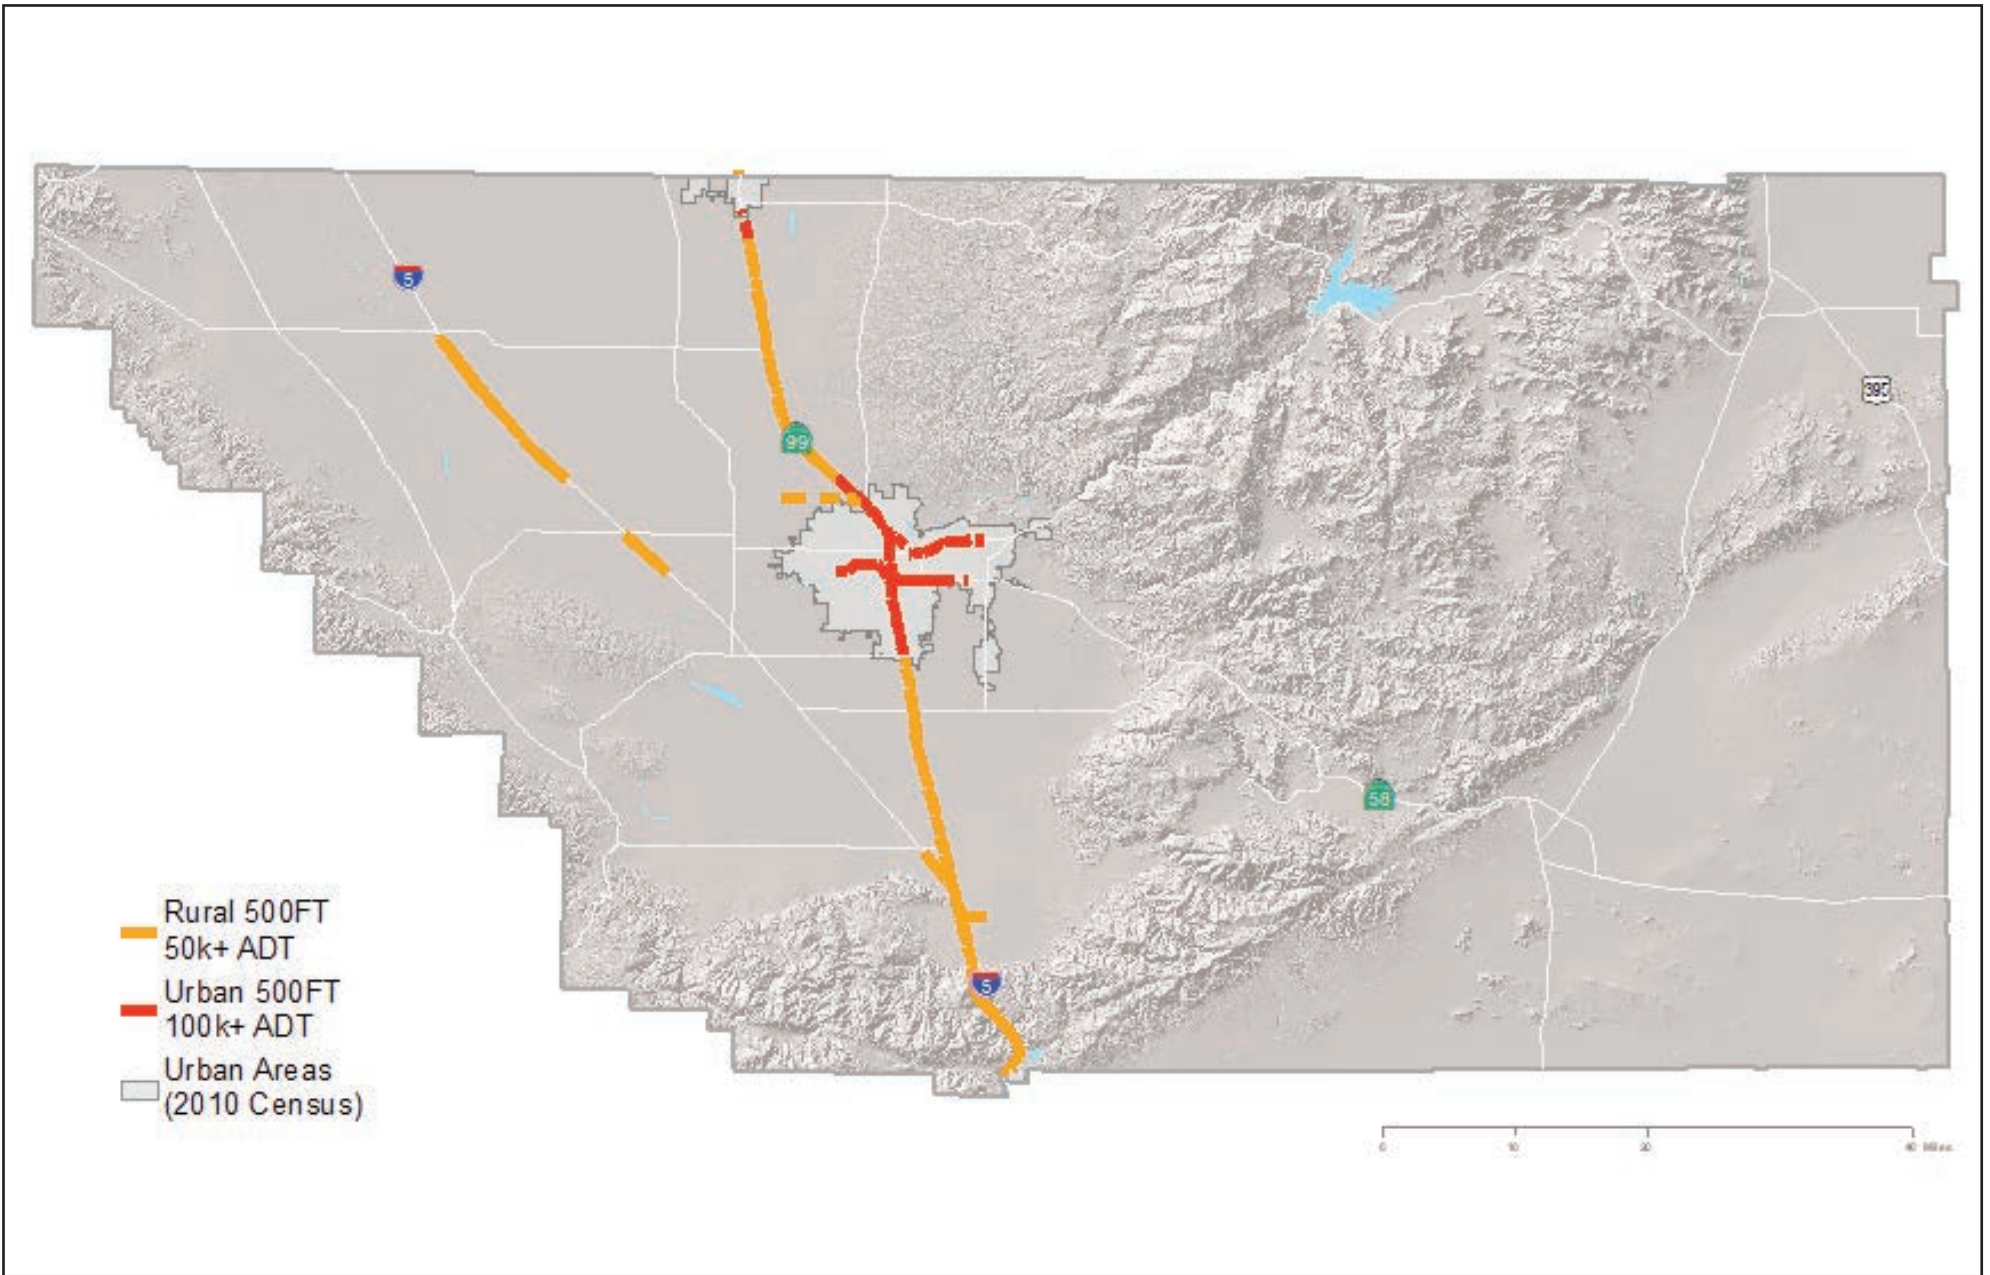 5
395
99
58
Rural 500FT
50k+ ADT
Urban 500FT
100k+ ADT
5
Urban Areas
(2010 Census)
0 10 20 40 Miles